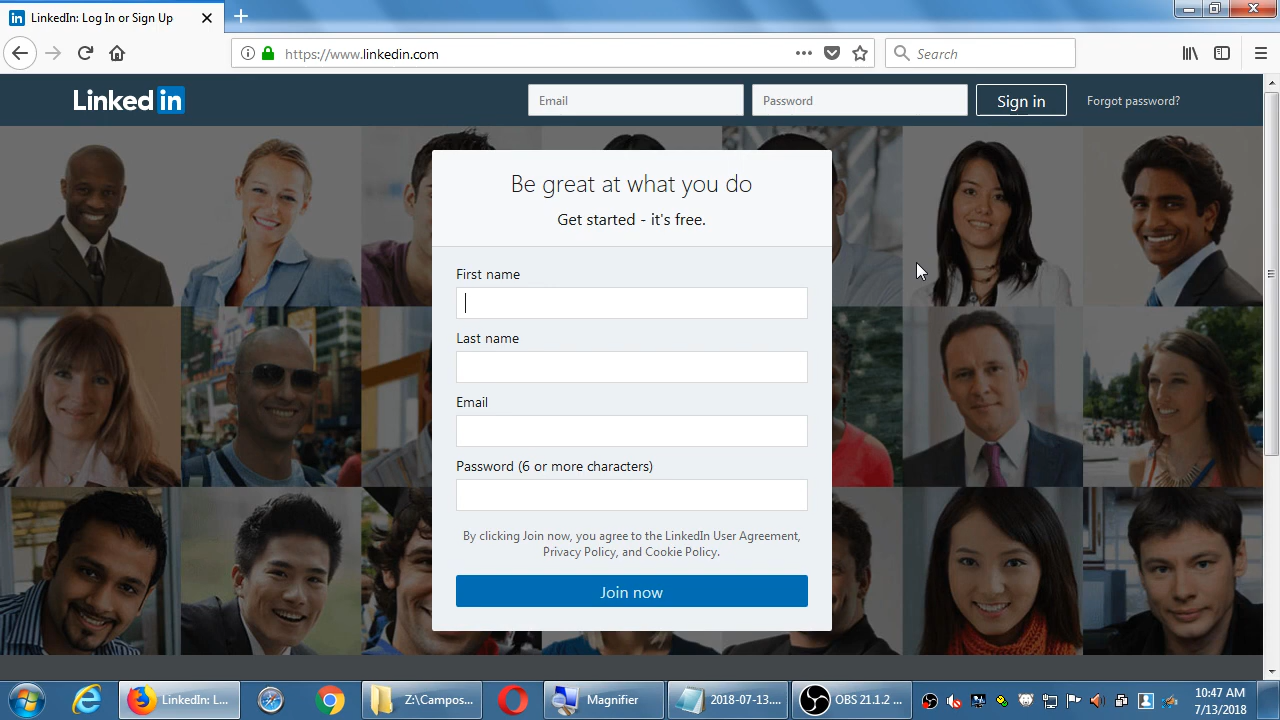 LinkedIn: Log In or Sign Up
https://www.linkedin.com
Search
Linked in
Email
Password
Sign in
Forgot password?
Be great at what you do
Get started - it's free.
First name
Last name
Email
Password (6 or more characters)
By clicking Join now, you agree to the LinkedIn User Agreement,
Privacy Policy, and Cookie Policy.
Join now
LinkedIn: L...
Z:\Campos...
Magnifier
2018-07-13....
OBS 21.1.2 ...
10:47 AM
7/13/2018